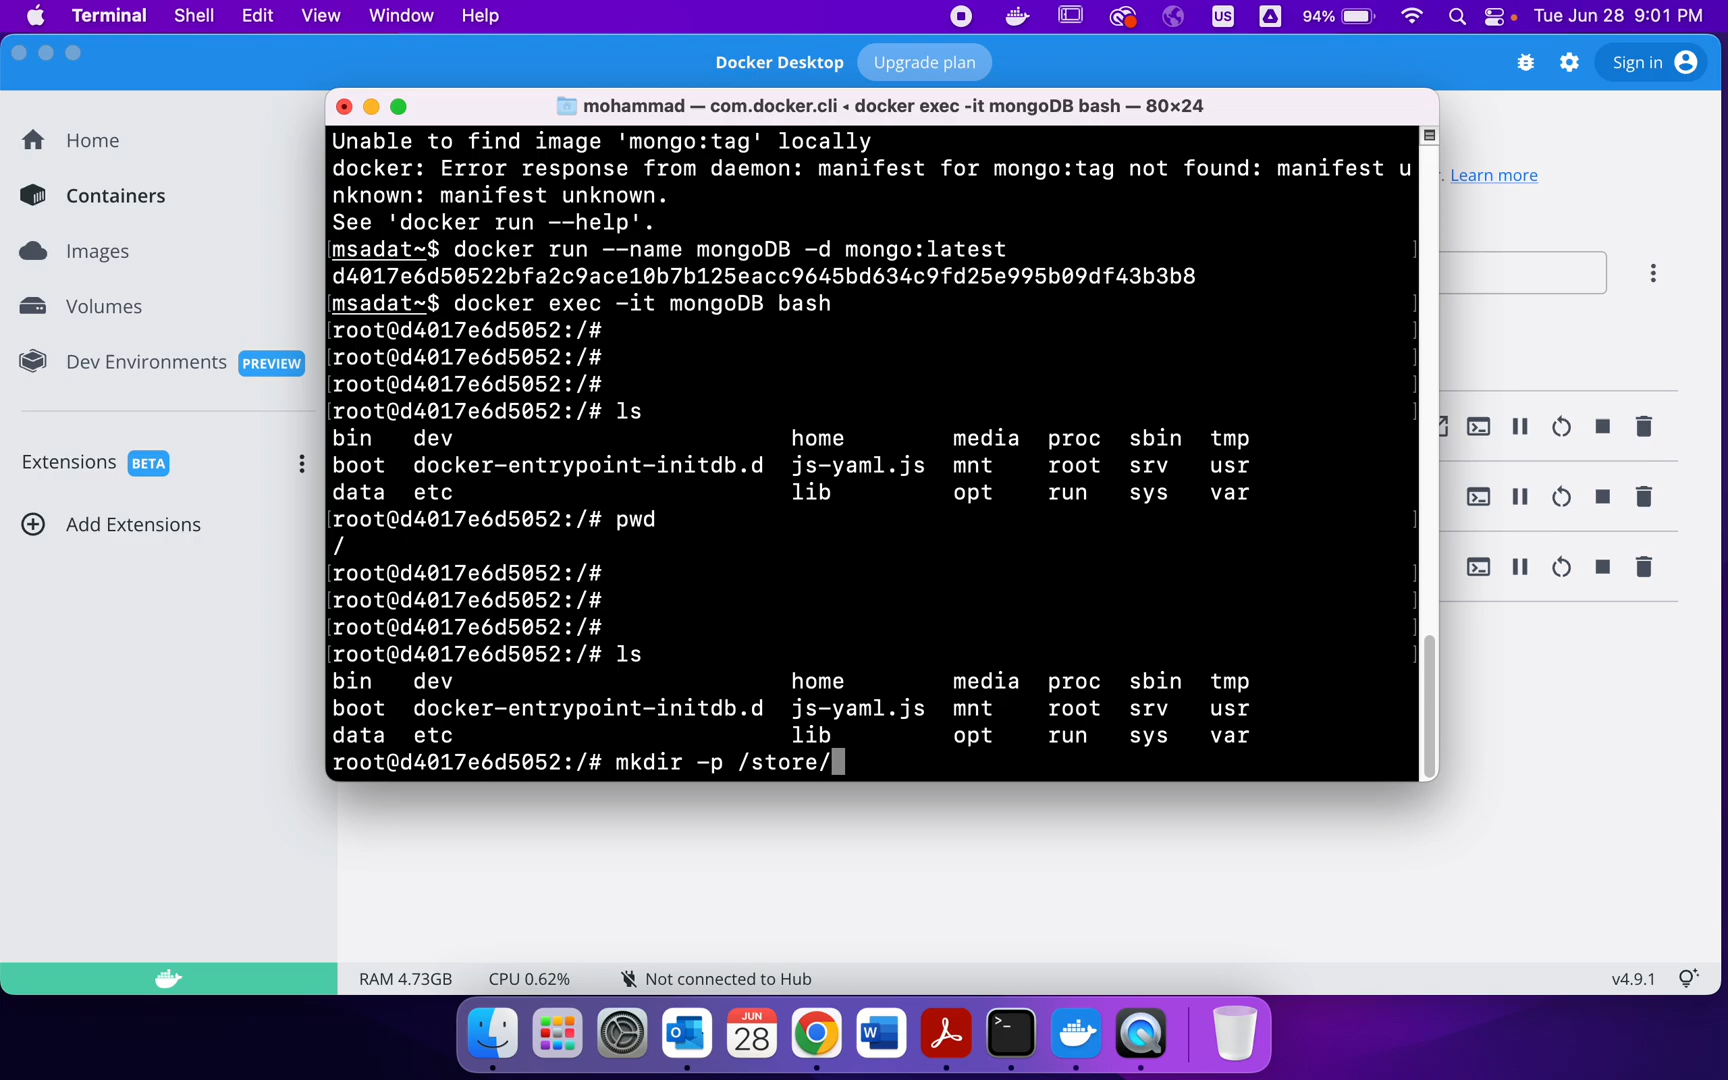 Terminal Shell Edit View Window Help US 94% Tue Jun 28 9:01 PM
Docker Desktop Upgrade plan Sign in
mohammad — com.docker.cli ◂ docker exec -it mongoDB bash — 80×24
Home
Containers
Images
Volumes
Dev Environments PREVIEW
Extensions BETA
Add Extensions
Unable to find image 'mongo:tag' locally
docker: Error response from daemon: manifest for mongo:tag not found: manifest u
nknown: manifest unknown.
See 'docker run --help'.
[msadat~$ docker run --name mongoDB -d mongo:latest ]
d4017e6d50522bfa2c9ace10b7b125eacc9645bd634c9fd25e995b09df43b3b8
[msadat~$ docker exec -it mongoDB bash ]
[root@d4017e6d5052:/# ]
[root@d4017e6d5052:/# ]
[root@d4017e6d5052:/# ]
[root@d4017e6d5052:/# ls ]
bin dev home media proc sbin tmp
boot docker-entrypoint-initdb.d js-yaml.js mnt root srv usr
data etc lib opt run sys var
[root@d4017e6d5052:/# pwd ]
/
[root@d4017e6d5052:/# ]
[root@d4017e6d5052:/# ]
[root@d4017e6d5052:/# ]
[root@d4017e6d5052:/# ls ]
bin dev home media proc sbin tmp
boot docker-entrypoint-initdb.d js-yaml.js mnt root srv usr
data etc lib opt run sys var
root@d4017e6d5052:/# mkdir -p /store/
. Learn more
RAM 4.73GB CPU 0.62% Not connected to Hub v4.9.1
JUN
28
W